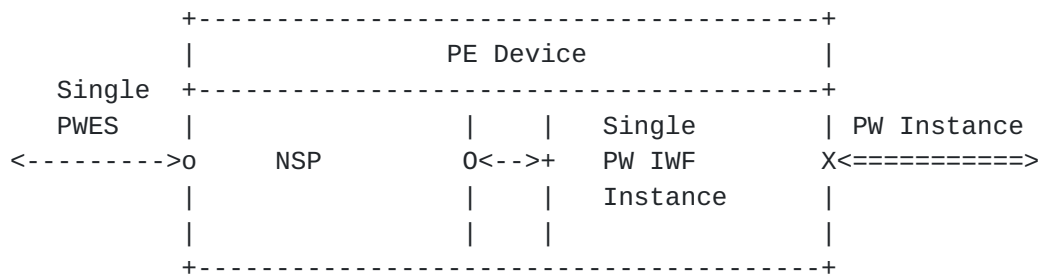 PE Device
Single
PWES Single PW Instance
NSP PW IWF
Instance